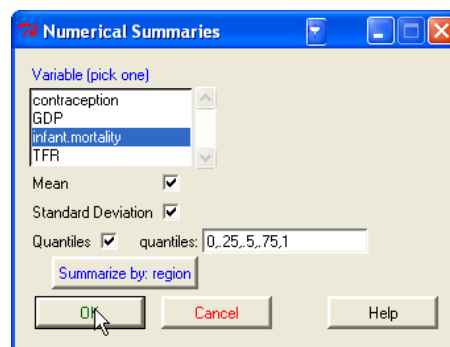 7% Numerical Summaries
Variable (pick one)
contraception
GDP
infant.mortality
TFR
Mean
Standard Deviation
Quantiles quantiles: 0,.25,.5,.75,1
Summarize by: region
OK Cancel Help